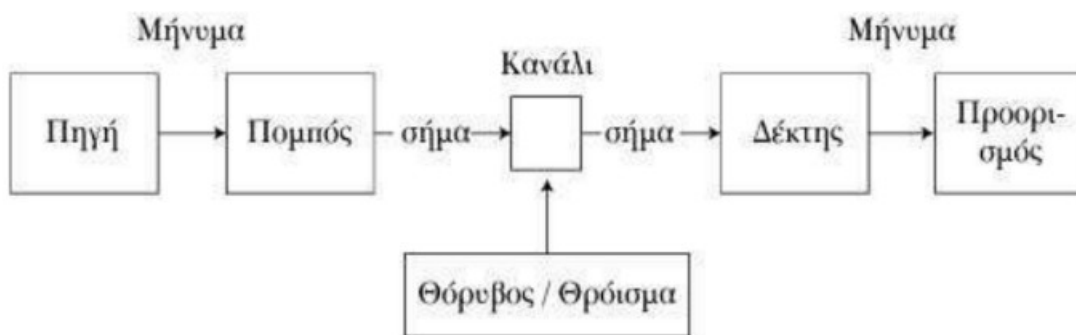 Μήνυμα
Μήνυμα
Κανάλι
Πηγή
Πομπός
σήμα
σήμα
Δέκτης
Προορι-
σμός
Θόρυβος / Θρόισμα